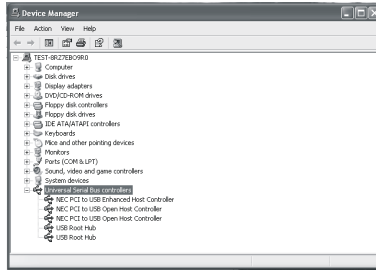 Device Manager
File Action View Help
TEST-8RZ7EBO9R0
Computer
Disk drives
Display adapters
DVD/CD-ROM drives
Floppy disk controllers
Floppy disk drives
IDE ATA/ATAPI controllers
Keyboards
Mice and other pointing devices
Monitors
Ports (COM & LPT)
Sound, video and game controllers
System devices
Universal Serial Bus controllers
NEC PCI to USB Enhanced Host Controller
NEC PCI to USB Open Host Controller
NEC PCI to USB Open Host Controller
USB Root Hub
USB Root Hub